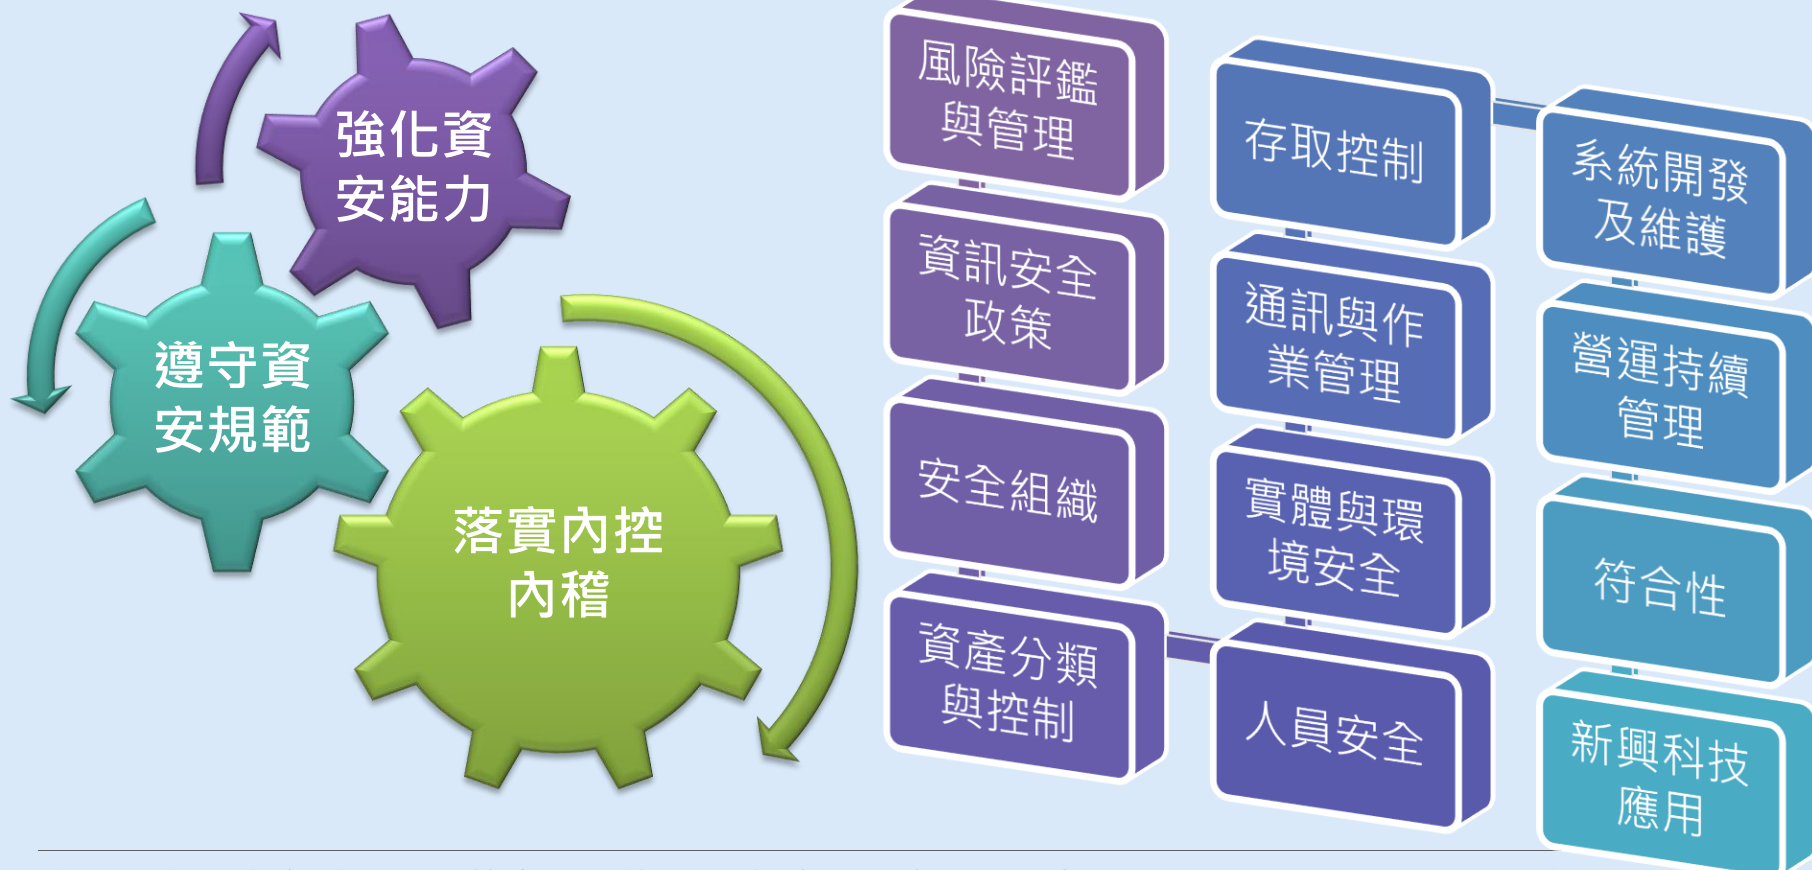 強化資
安能力
遵守資
安規範
落實內控
內稽
風險評鑑
與管理
資訊安全
政策
安全組織
資產分類
與控制
人員安全
實體與環
境安全
通訊與作
業管理
存取控制
系統開發
及維護
營運持續
管理
符合性
新興科技
應用